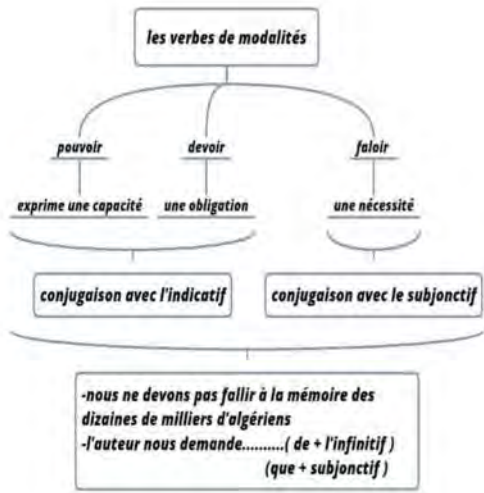 les verbes de modalités
pouvoir devoir faloir
exprime une capacité une obligation une nécessité
conjugaison avec l'indicatif conjugaison avec le subjonctif
-nous ne devons pas fallir à la mémoire des
dizaines de milliers d'algériens
-l'auteur nous demande..........( de + l'infinitif )
(que + subjonctif )